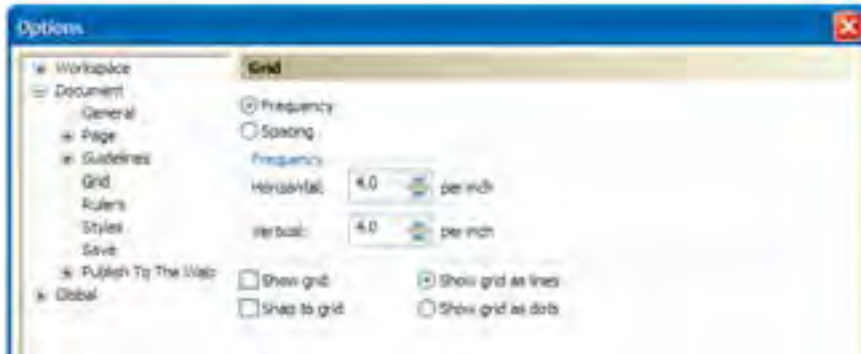 Options
Workspace
Document
General
Page
Guidelines
Grid
Rulers
Styles
Save
Publish To The Web
Global
Grid
Frequency
Spacing
Frequency
Horizontal: 4.0 per inch
Vertical: 4.0 per inch
Show grid
Show grid as lines
Snap to grid
Show grid as dots